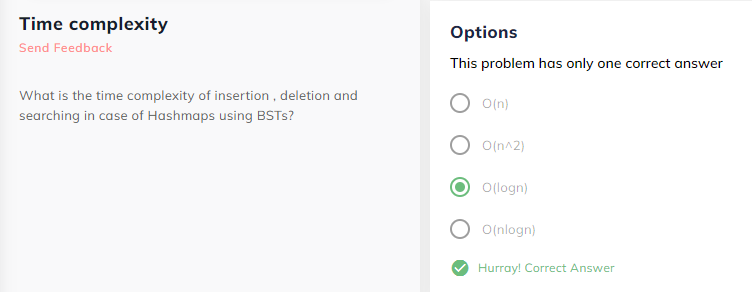 Time complexity
Send Feedback
What is the time complexity of insertion , deletion and
searching in case of Hashmaps using BSTs?
Options
This problem has only one correct answer
O(n)
O(n^2)
O(logn)
O(nlogn)
Hurray! Correct Answer